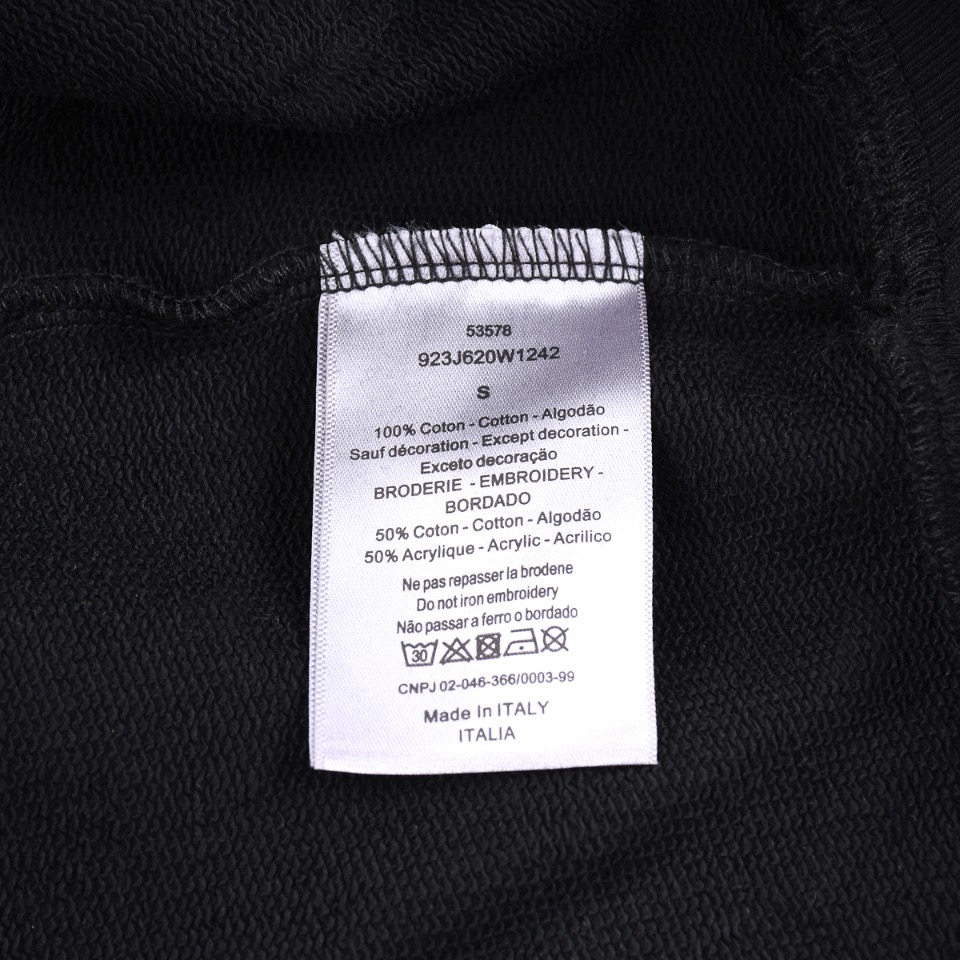 53578
923J620W1242
S
100% Coton - Cotton - Algodão
Sauf décoration - Except decoration -
Exceto decoração
BRODERIE - EMBROIDERY -
BORDADO
50% Coton - Cotton - Algodão
50% Acrylique - Acrylic - Acrilico
Ne pas repasser la brodene
Do not iron embroidery
Não passar a ferro o bordado
30
CNPJ 02-046-366/0003-99
Made In ITALY
ITALIA